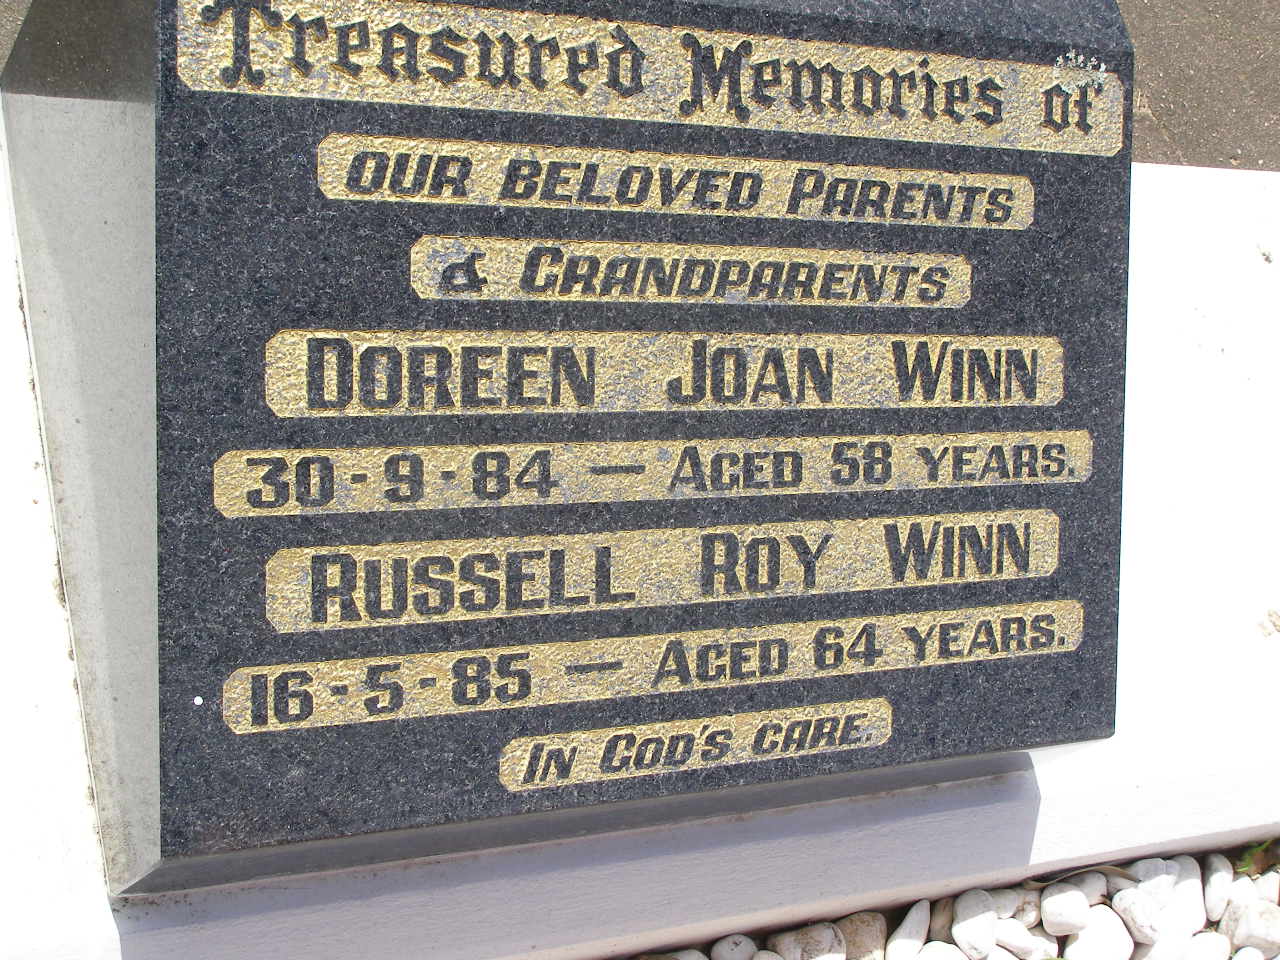 Treasured Memories of
OUR BELOVED PARENTS
& GRANDPARENTS
DOREEN JOAN WINN
30-9-84 — AGED 58 YEARS.
RUSSELL ROY WINN
16-5-85 — AGED 64 YEARS.
IN GOD'S CARE.